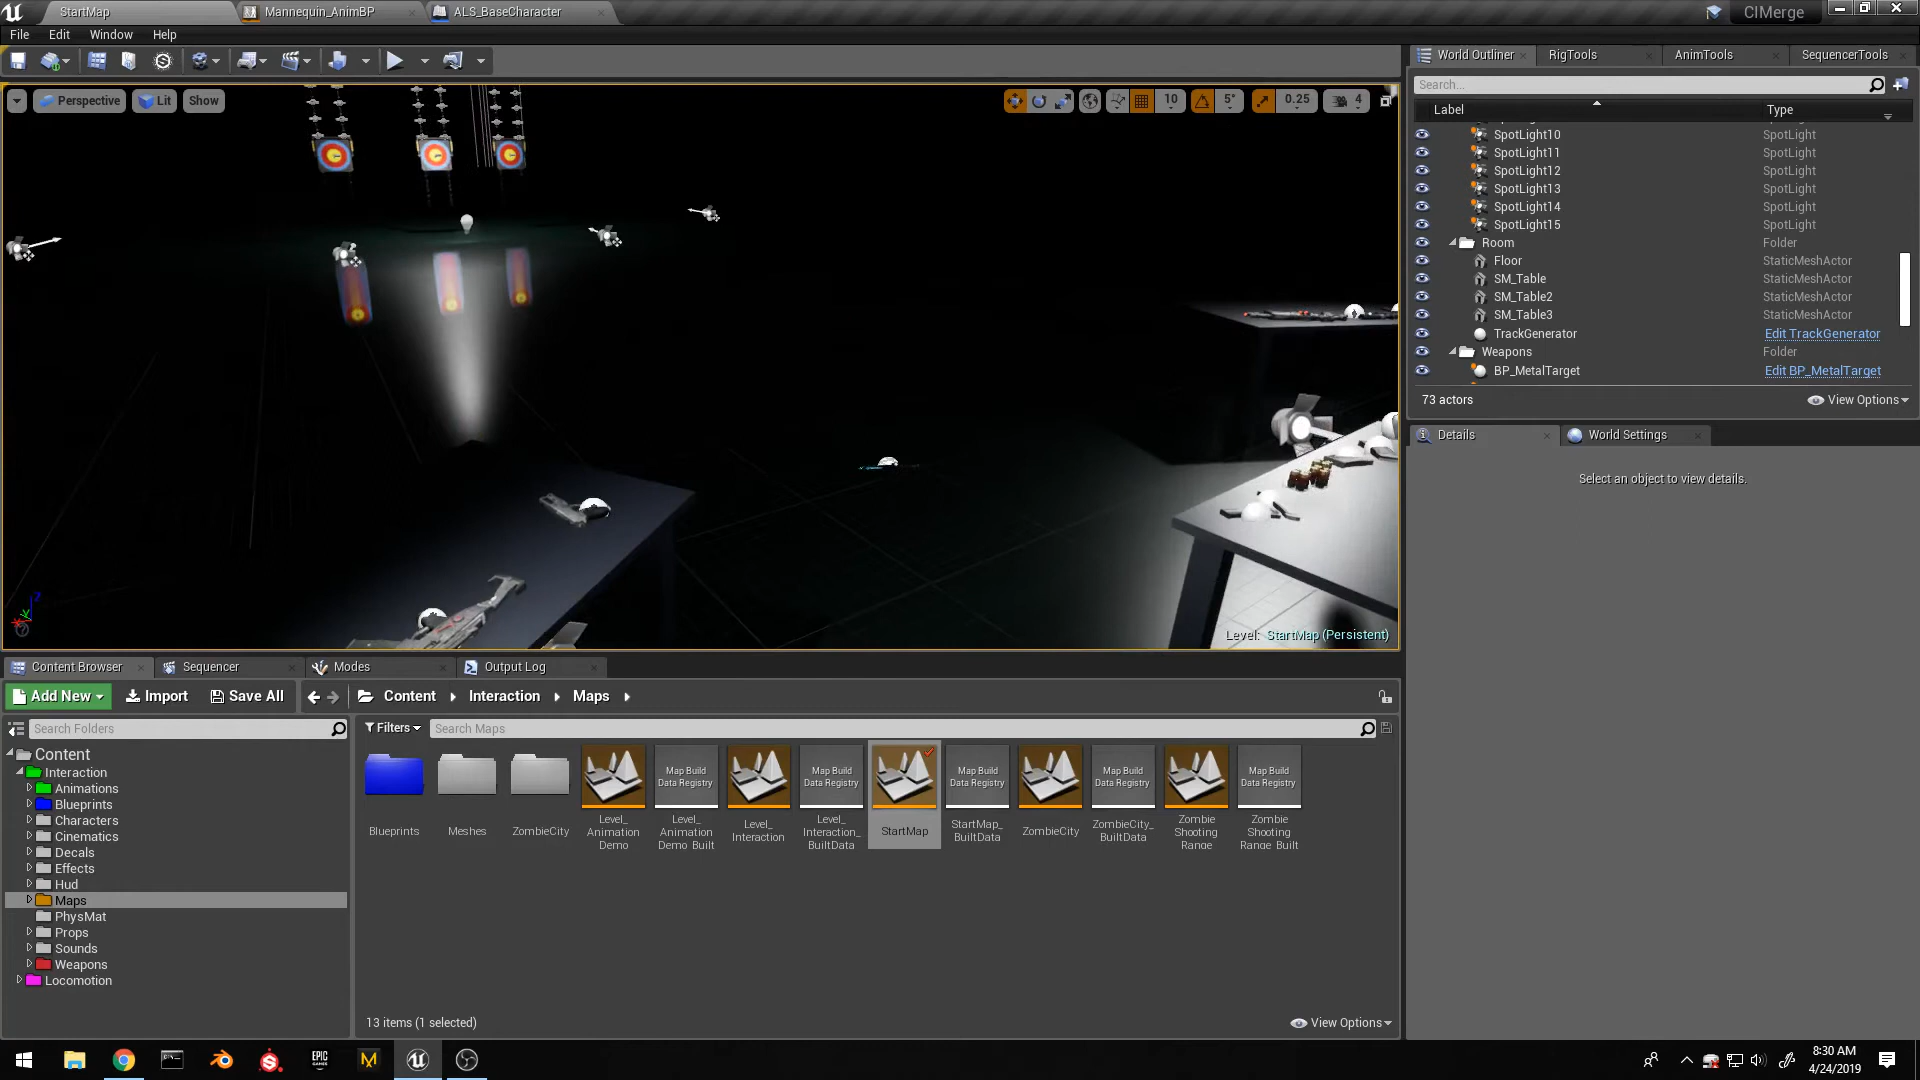 StartMap
Mannequin_AnimBP
ALS_BaseCharacter
CIMerge
File
Edit
Window
Help
World Outliner
RigTools
AnimTools
SequencerTools
Perspective
Lit
Show
10
5°
0.25
4
Search...
Label
Type
SpotLight10
SpotLight
SpotLight11
SpotLight
SpotLight12
SpotLight
SpotLight13
SpotLight
SpotLight14
SpotLight
SpotLight15
SpotLight
Room
Folder
Floor
StaticMeshActor
SM_Table
StaticMeshActor
SM_Table2
StaticMeshActor
SM_Table3
StaticMeshActor
TrackGenerator
Edit TrackGenerator
Weapons
Folder
BP_MetalTarget
Edit BP_MetalTarget
73 actors
View Options
Details
World Settings
Select an object to view details.
Level: StartMap (Persistent)
Content Browser
Sequencer
Modes
Output Log
Add New
Import
Save All
Content
Interaction
Maps
Search Folders
Filters
Search Maps
Content
Interaction
Animations
Blueprints
Characters
Cinematics
Decals
Effects
Hud
Maps
PhysMat
Props
Sounds
Weapons
Locomotion
Blueprints
Meshes
ZombieCity
Level_
Animation
Demo
Map Build
Data Registry
Level_
Animation
Demo_Built
Level_
Interaction
Map Build
Data Registry
Level_
Interaction_
BuiltData
StartMap
Map Build
Data Registry
StartMap_
BuiltData
ZombieCity
Map Build
Data Registry
ZombieCity_
BuiltData
Zombie
Shooting
Range
Map Build
Data Registry
Zombie
Shooting
Range_Built
13 items (1 selected)
View Options
EPIC
GAMES
8:30 AM
4/24/2019